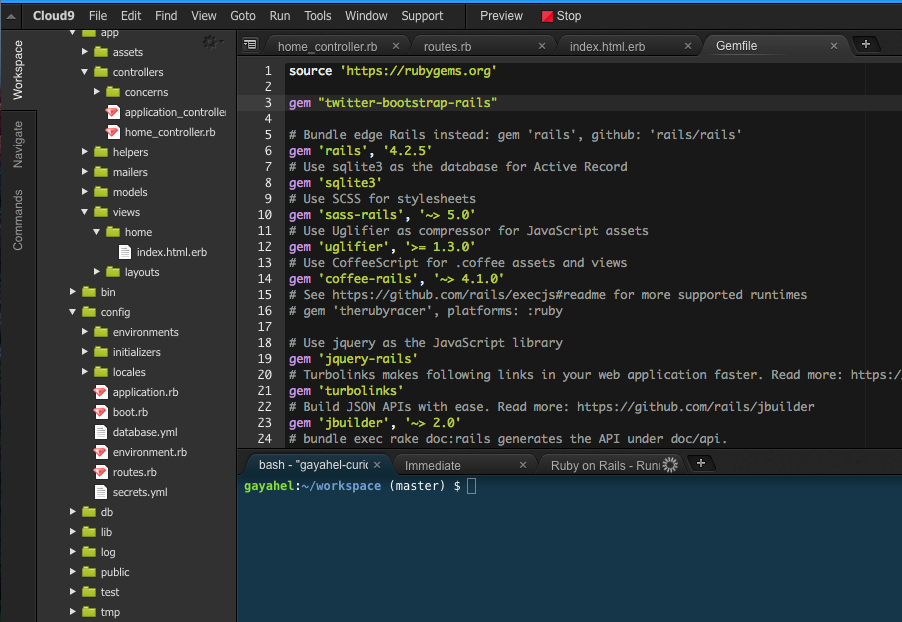 Cloud9 File Edit Find View Goto Run Tools Window Support Preview Stop
Workspace
Navigate
Commands
app
assets
controllers
concerns
application_controlle
home_controller.rb
helpers
mailers
models
views
home
index.html.erb
layouts
bin
config
environments
initializers
locales
application.rb
boot.rb
database.yml
environment.rb
routes.rb
secrets.yml
db
lib
log
public
test
tmp
home_controller.rb × routes.rb × index.html.erb × Gemfile × +
1 source 'https://rubygems.org'
2
3 gem "twitter-bootstrap-rails"
4
5 # Bundle edge Rails instead: gem 'rails', github: 'rails/rails'
6 gem 'rails', '4.2.5'
7 # Use sqlite3 as the database for Active Record
8 gem 'sqlite3'
9 # Use SCSS for stylesheets
10 gem 'sass-rails', '~> 5.0'
11 # Use Uglifier as compressor for JavaScript assets
12 gem 'uglifier', '>= 1.3.0'
13 # Use CoffeeScript for .coffee assets and views
14 gem 'coffee-rails', '~> 4.1.0'
15 # See https://github.com/rails/execjs#readme for more supported runtimes
16 # gem 'therubyracer', platforms: :ruby
17
18 # Use jquery as the JavaScript library
19 gem 'jquery-rails'
20 # Turbolinks makes following links in your web application faster. Read more: https:/
21 gem 'turbolinks'
22 # Build JSON APIs with ease. Read more: https://github.com/rails/jbuilder
23 gem 'jbuilder', '~> 2.0'
24 # bundle exec rake doc:rails generates the API under doc/api.
bash - "gayahel-curio × Immediate × Ruby on Rails - Runn +
gayahel:~/workspace (master) $